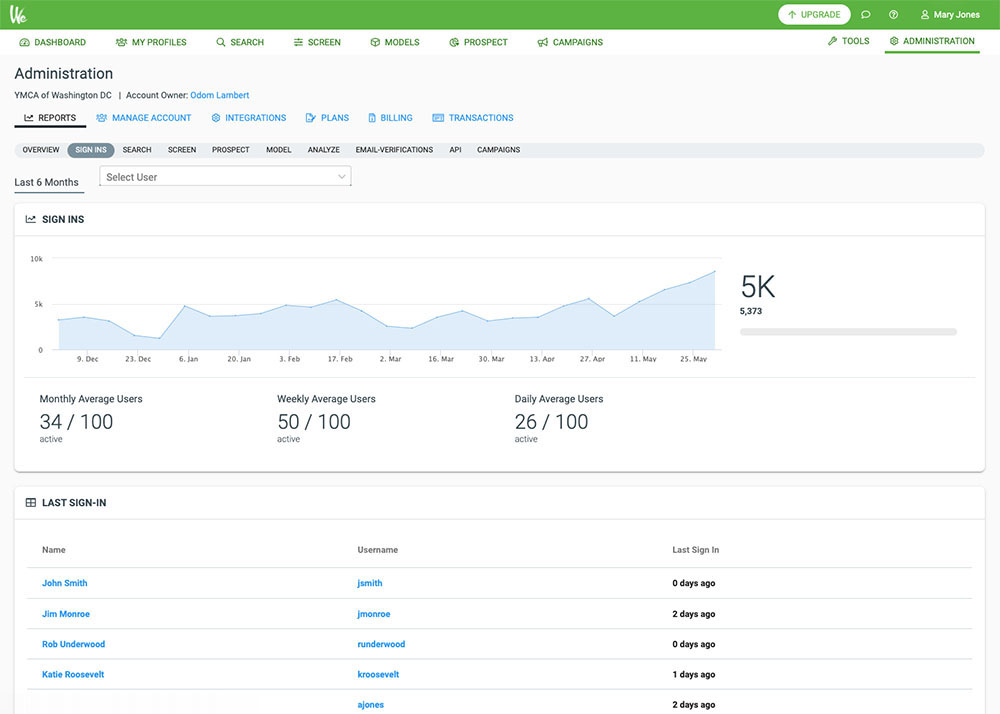 We
UPGRADE
Mary Jones
DASHBOARD MY PROFILES SEARCH SCREEN MODELS PROSPECT CAMPAIGNS TOOLS ADMINISTRATION
Administration
YMCA of Washington DC | Account Owner: Odom Lambert
REPORTS MANAGE ACCOUNT INTEGRATIONS PLANS BILLING TRANSACTIONS
OVERVIEW SIGN INS SEARCH SCREEN PROSPECT MODEL ANALYZE EMAIL-VERIFICATIONS API CAMPAIGNS
Last 6 Months
Select User
SIGN INS
10k
5k
0
9. Dec 23. Dec 6. Jan 20. Jan 3. Feb 17. Feb 2. Mar 16. Mar 30. Mar 13. Apr 27. Apr 11. May 25. May
5K
5,373
Monthly Average Users
34 / 100
active
Weekly Average Users
50 / 100
active
Daily Average Users
26 / 100
active
LAST SIGN-IN
Name Username Last Sign In
John Smith jsmith 0 days ago
Jim Monroe jmonroe 2 days ago
Rob Underwood runderwood 0 days ago
Katie Roosevelt kroosevelt 1 days ago
ajones 2 days ago